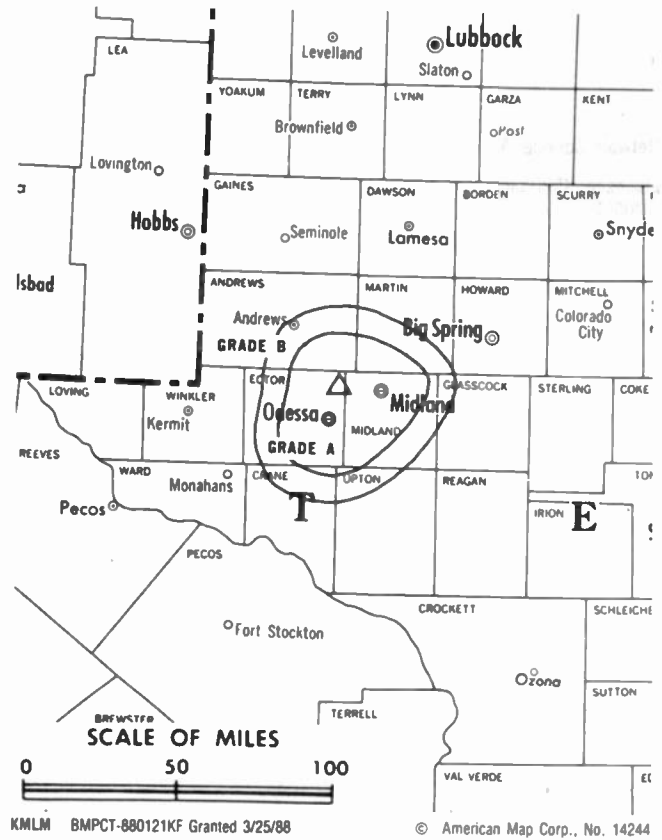 LEA
Levelland
Lubbock
Slaton
YOAKUM
TERRY
LYNN
GARZA
KENT
Brownfield
Post
Lovington
GAINES
DAWSON
BORDEN
SCURRY
Hobbs
Seminole
Lamesa
Snyde
lsbad
ANDREWS
MARTIN
HOWARD
MITCHELL
Colorado
City
Andrews
Big Spring
GRADE B
LOVING
WINKLER
ECTOR
GLASSCOCK
STERLING
COKE
Kermit
Odessa
Midland
MIDLAND
GRADE A
REEVES
WARD
Monahans
CRANE
UPTON
REAGAN
TON
Pecos
T
IRION
E
PECOS
CROCKETT
SCHLEICHE
Fort Stockton
Ozona
SUTTON
BREWSTER
TERRELL
SCALE OF MILES
0 50 100
VAL VERDE
ED
KMLM BMPCT-880121KF Granted 3/25/88
© American Map Corp., No. 14244